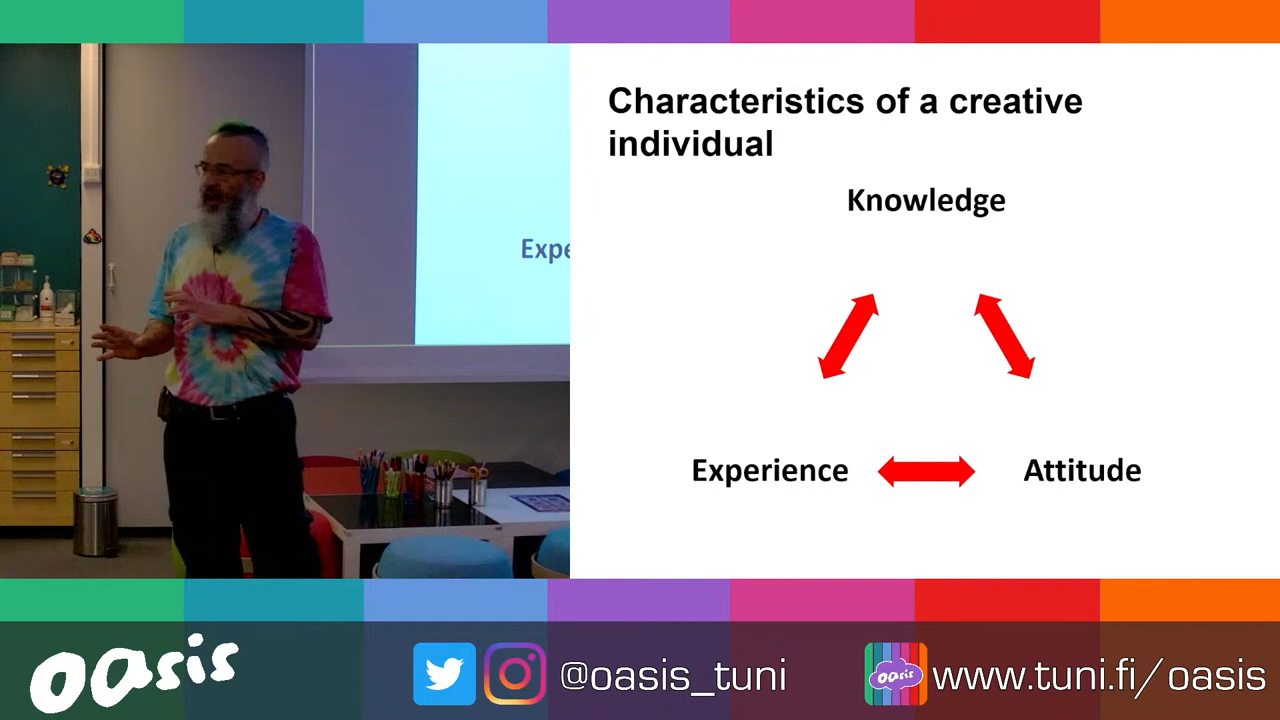 Characteristics of a creative
individual
Knowledge
Expe
Experience
Attitude
oasis
@oasis_tuni
oasis
www.tuni.fi/oasis